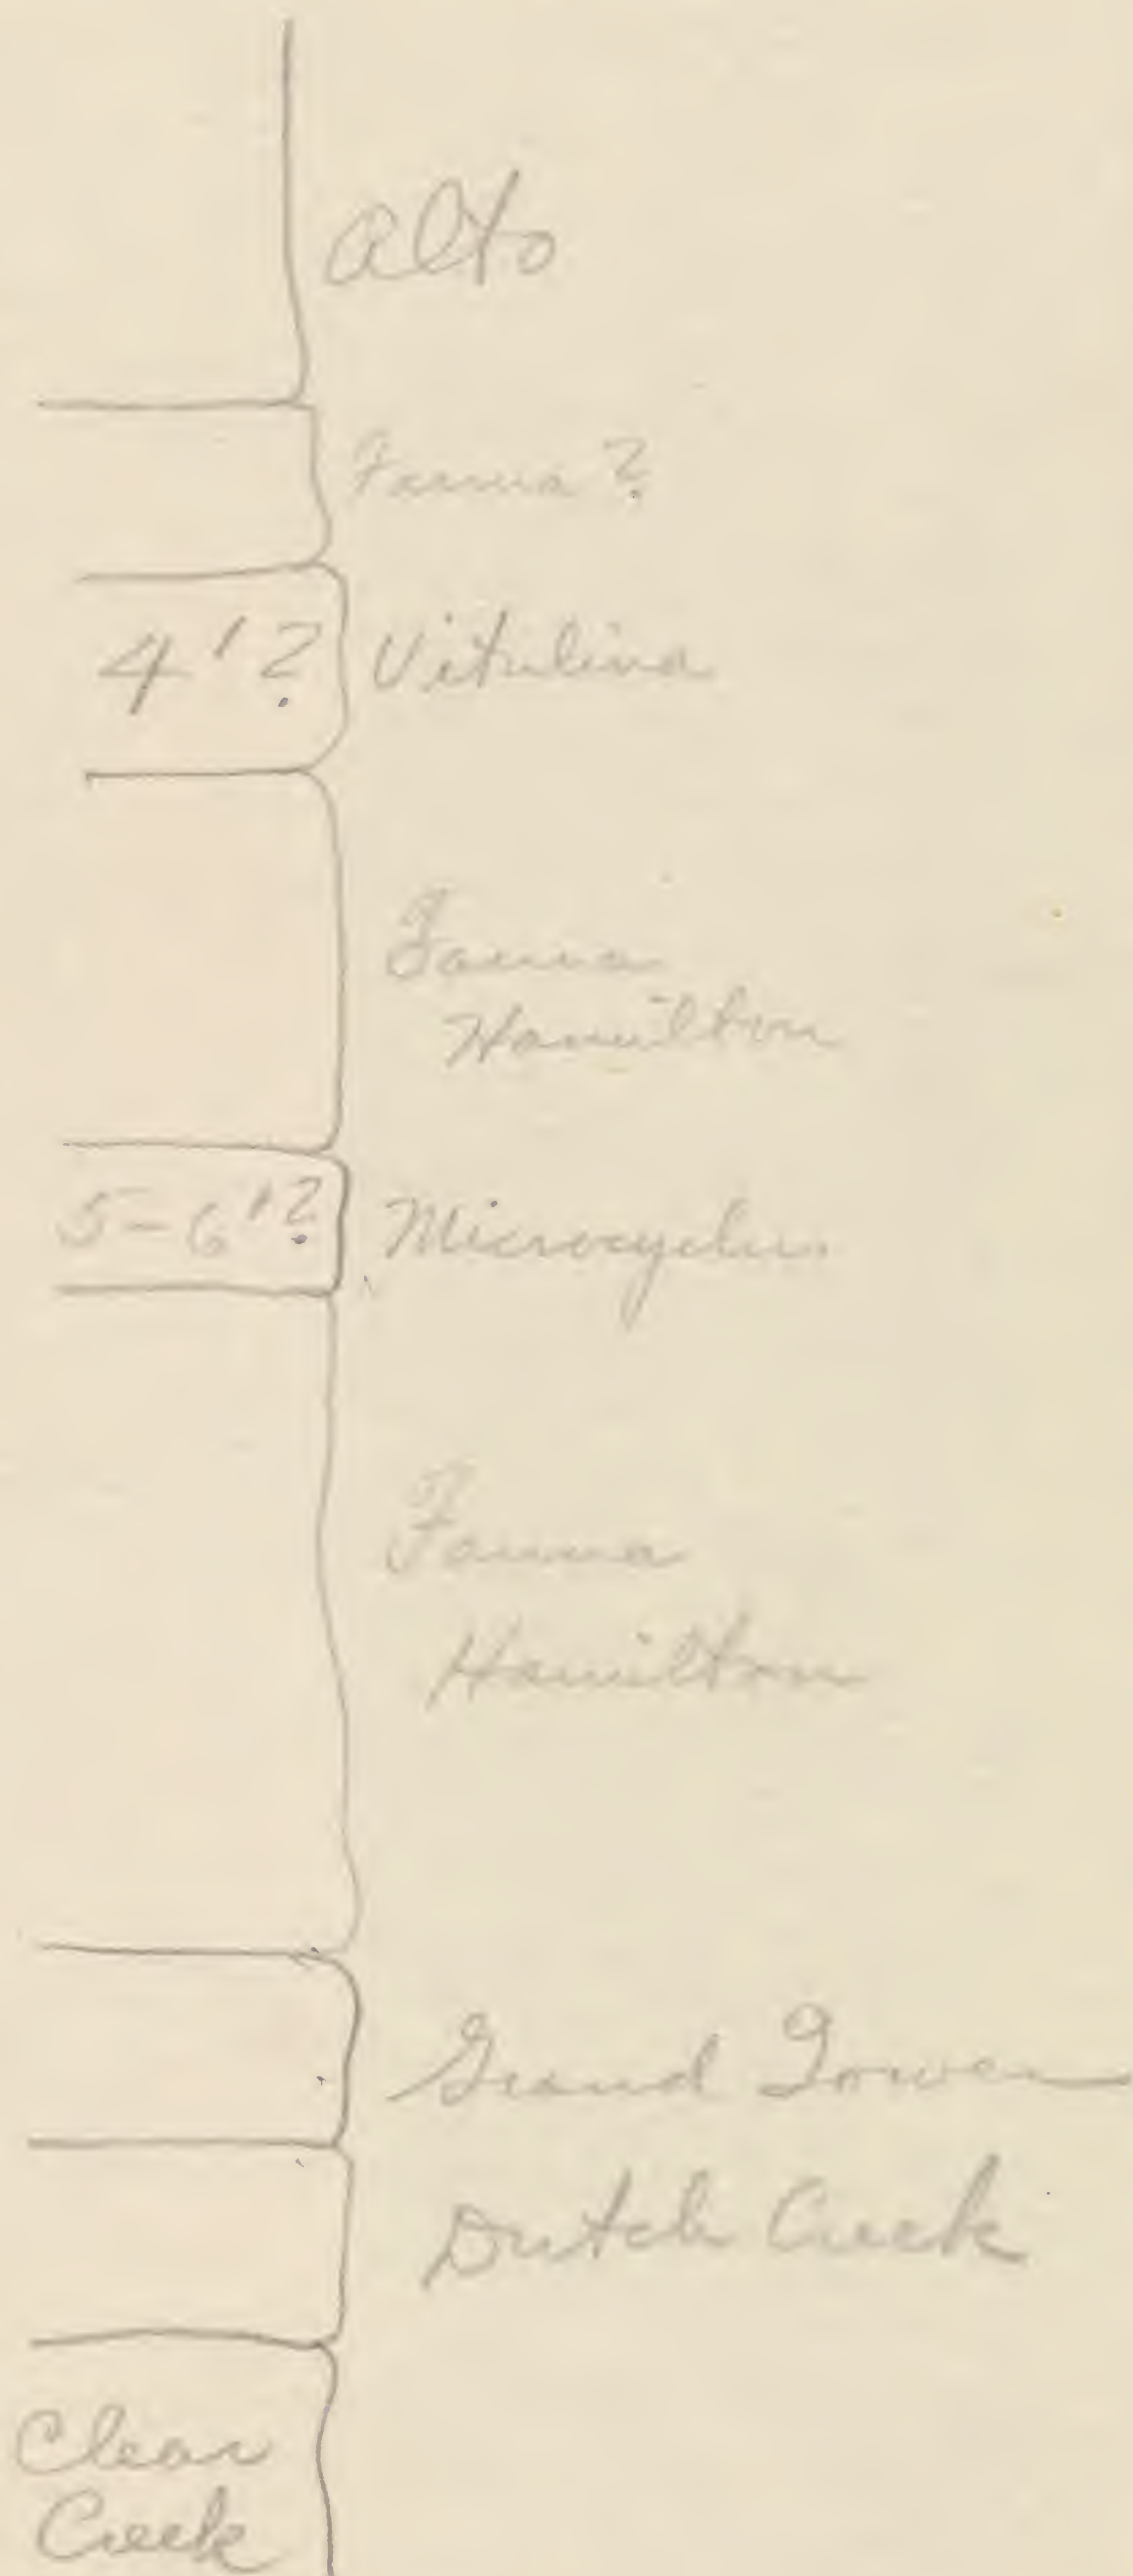 Alto
Fauna?
4'? Vitulina
Fauna
Hamilton
5-6'? Microcyclus
Fauna
Hamilton
Grand Tower
Dutch Creek
Clear
Creek